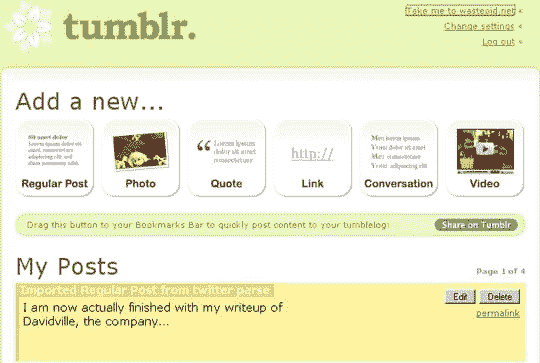 tumblr.
Take me to wasteoid.net «
Change settings «
Log out «
Add a new...
Sit amet dolor
Lorem ipsum dolor sit
amet, consectetuer
adipiscing elit, sed
diam nonummy nibh
“ Lorem ipsum
dolor sit amet
consectetuer
http://
Men: lorem ipsum
You: dolor sit amet
Men: consectetuer
You: adipiscing elit
Regular Post
Photo
Quote
Link
Conversation
Video
Drag this button to your Bookmarks Bar to quickly post content to your tumblelog:
Share on Tumblr
My Posts
Page 1 of 4
Imported Regular Post from twitter parse
Edit Delete
I am now actually finished with my writeup of
permalink
Davidville, the company...